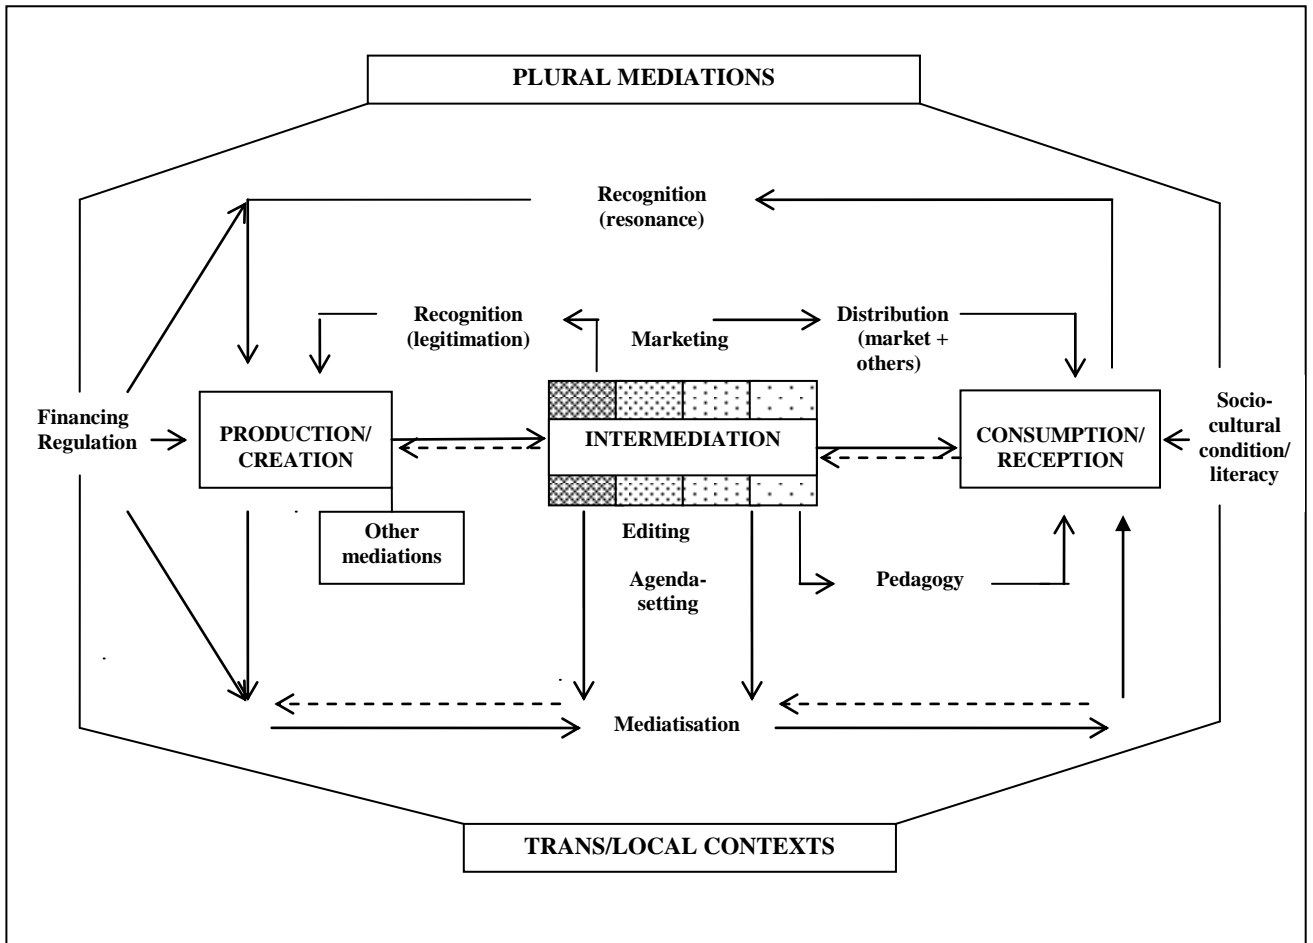 PLURAL MEDIATIONS
Recognition
(resonance)
Recognition
(legitimation)
Marketing
Distribution
(market +
others)
Financing
Regulation
PRODUCTION/
CREATION
INTERMEDIATION
CONSUMPTION/
RECEPTION
Socio-
cultural
condition/
literacy
Other
mediations
Editing
Agenda-
setting
Pedagogy
Mediatisation
TRANS/LOCAL CONTEXTS